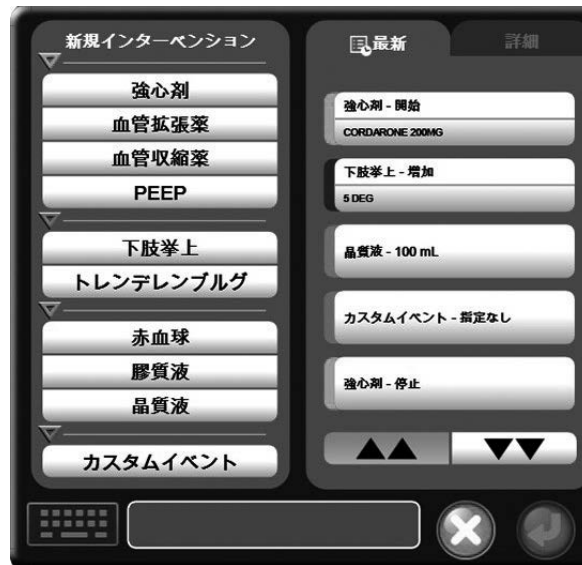 新規インターベンション
強心剤
血管拡張薬
血管収縮薬
PEEP
下肢挙上
トレンデレンブルグ
赤血球
膠質液
晶質液
カスタムイベント
最新
詳細
強心剤 - 開始
CORDARONE 200MG
下肢挙上 - 増加
5 DEG
晶質液 - 100 mL
カスタムイベント - 指定なし
強心剤 - 停止